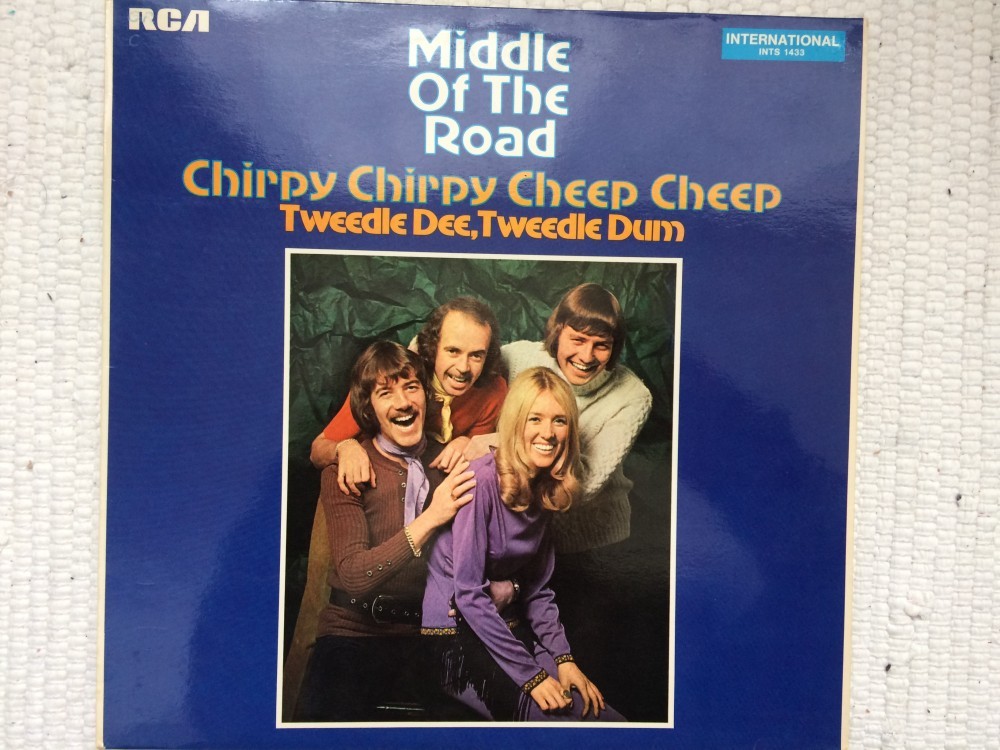 RCA
INTERNATIONAL
INTS 1433
Middle
Of The
Road
Chirpy Chirpy Cheep Cheep
Tweedle Dee, Tweedle Dum